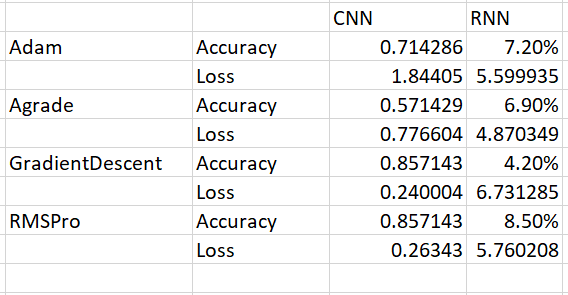 CNN RNN
Adam Accuracy 0.714286 7.20%
Loss 1.84405 5.599935
Agrade Accuracy 0.571429 6.90%
Loss 0.776604 4.870349
GradientDescent Accuracy 0.857143 4.20%
Loss 0.240004 6.731285
RMSPro Accuracy 0.857143 8.50%
Loss 0.26343 5.760208